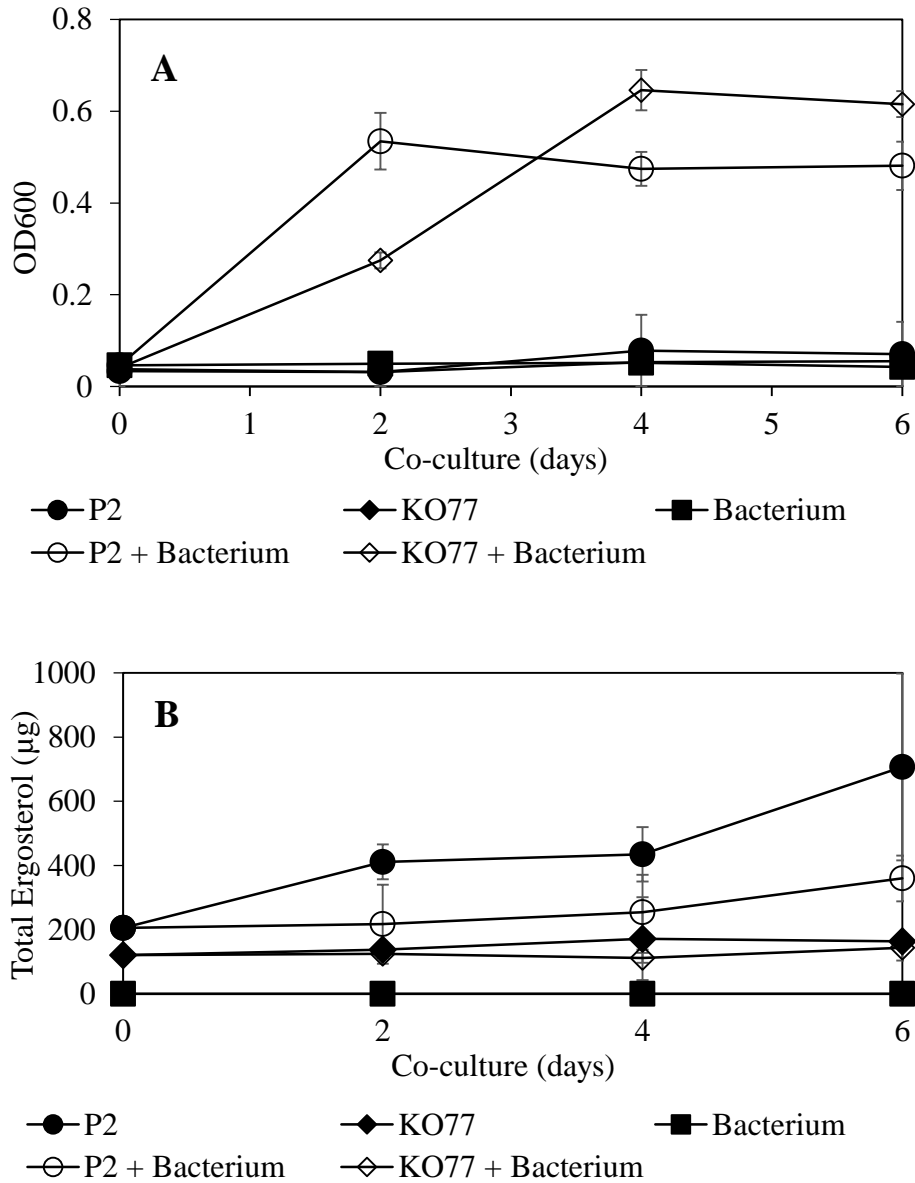 0.8
A
0.6
0.4
0.2
0
OD600
0 1 2 3 4 5 6
Co-culture (days)
P2 KO77 Bacterium
P2 + Bacterium KO77 + Bacterium
1000
B
800
600
400
200
0
Total Ergosterol (µg)
0 2 4 6
Co-culture (days)
P2 KO77 Bacterium
P2 + Bacterium KO77 + Bacterium